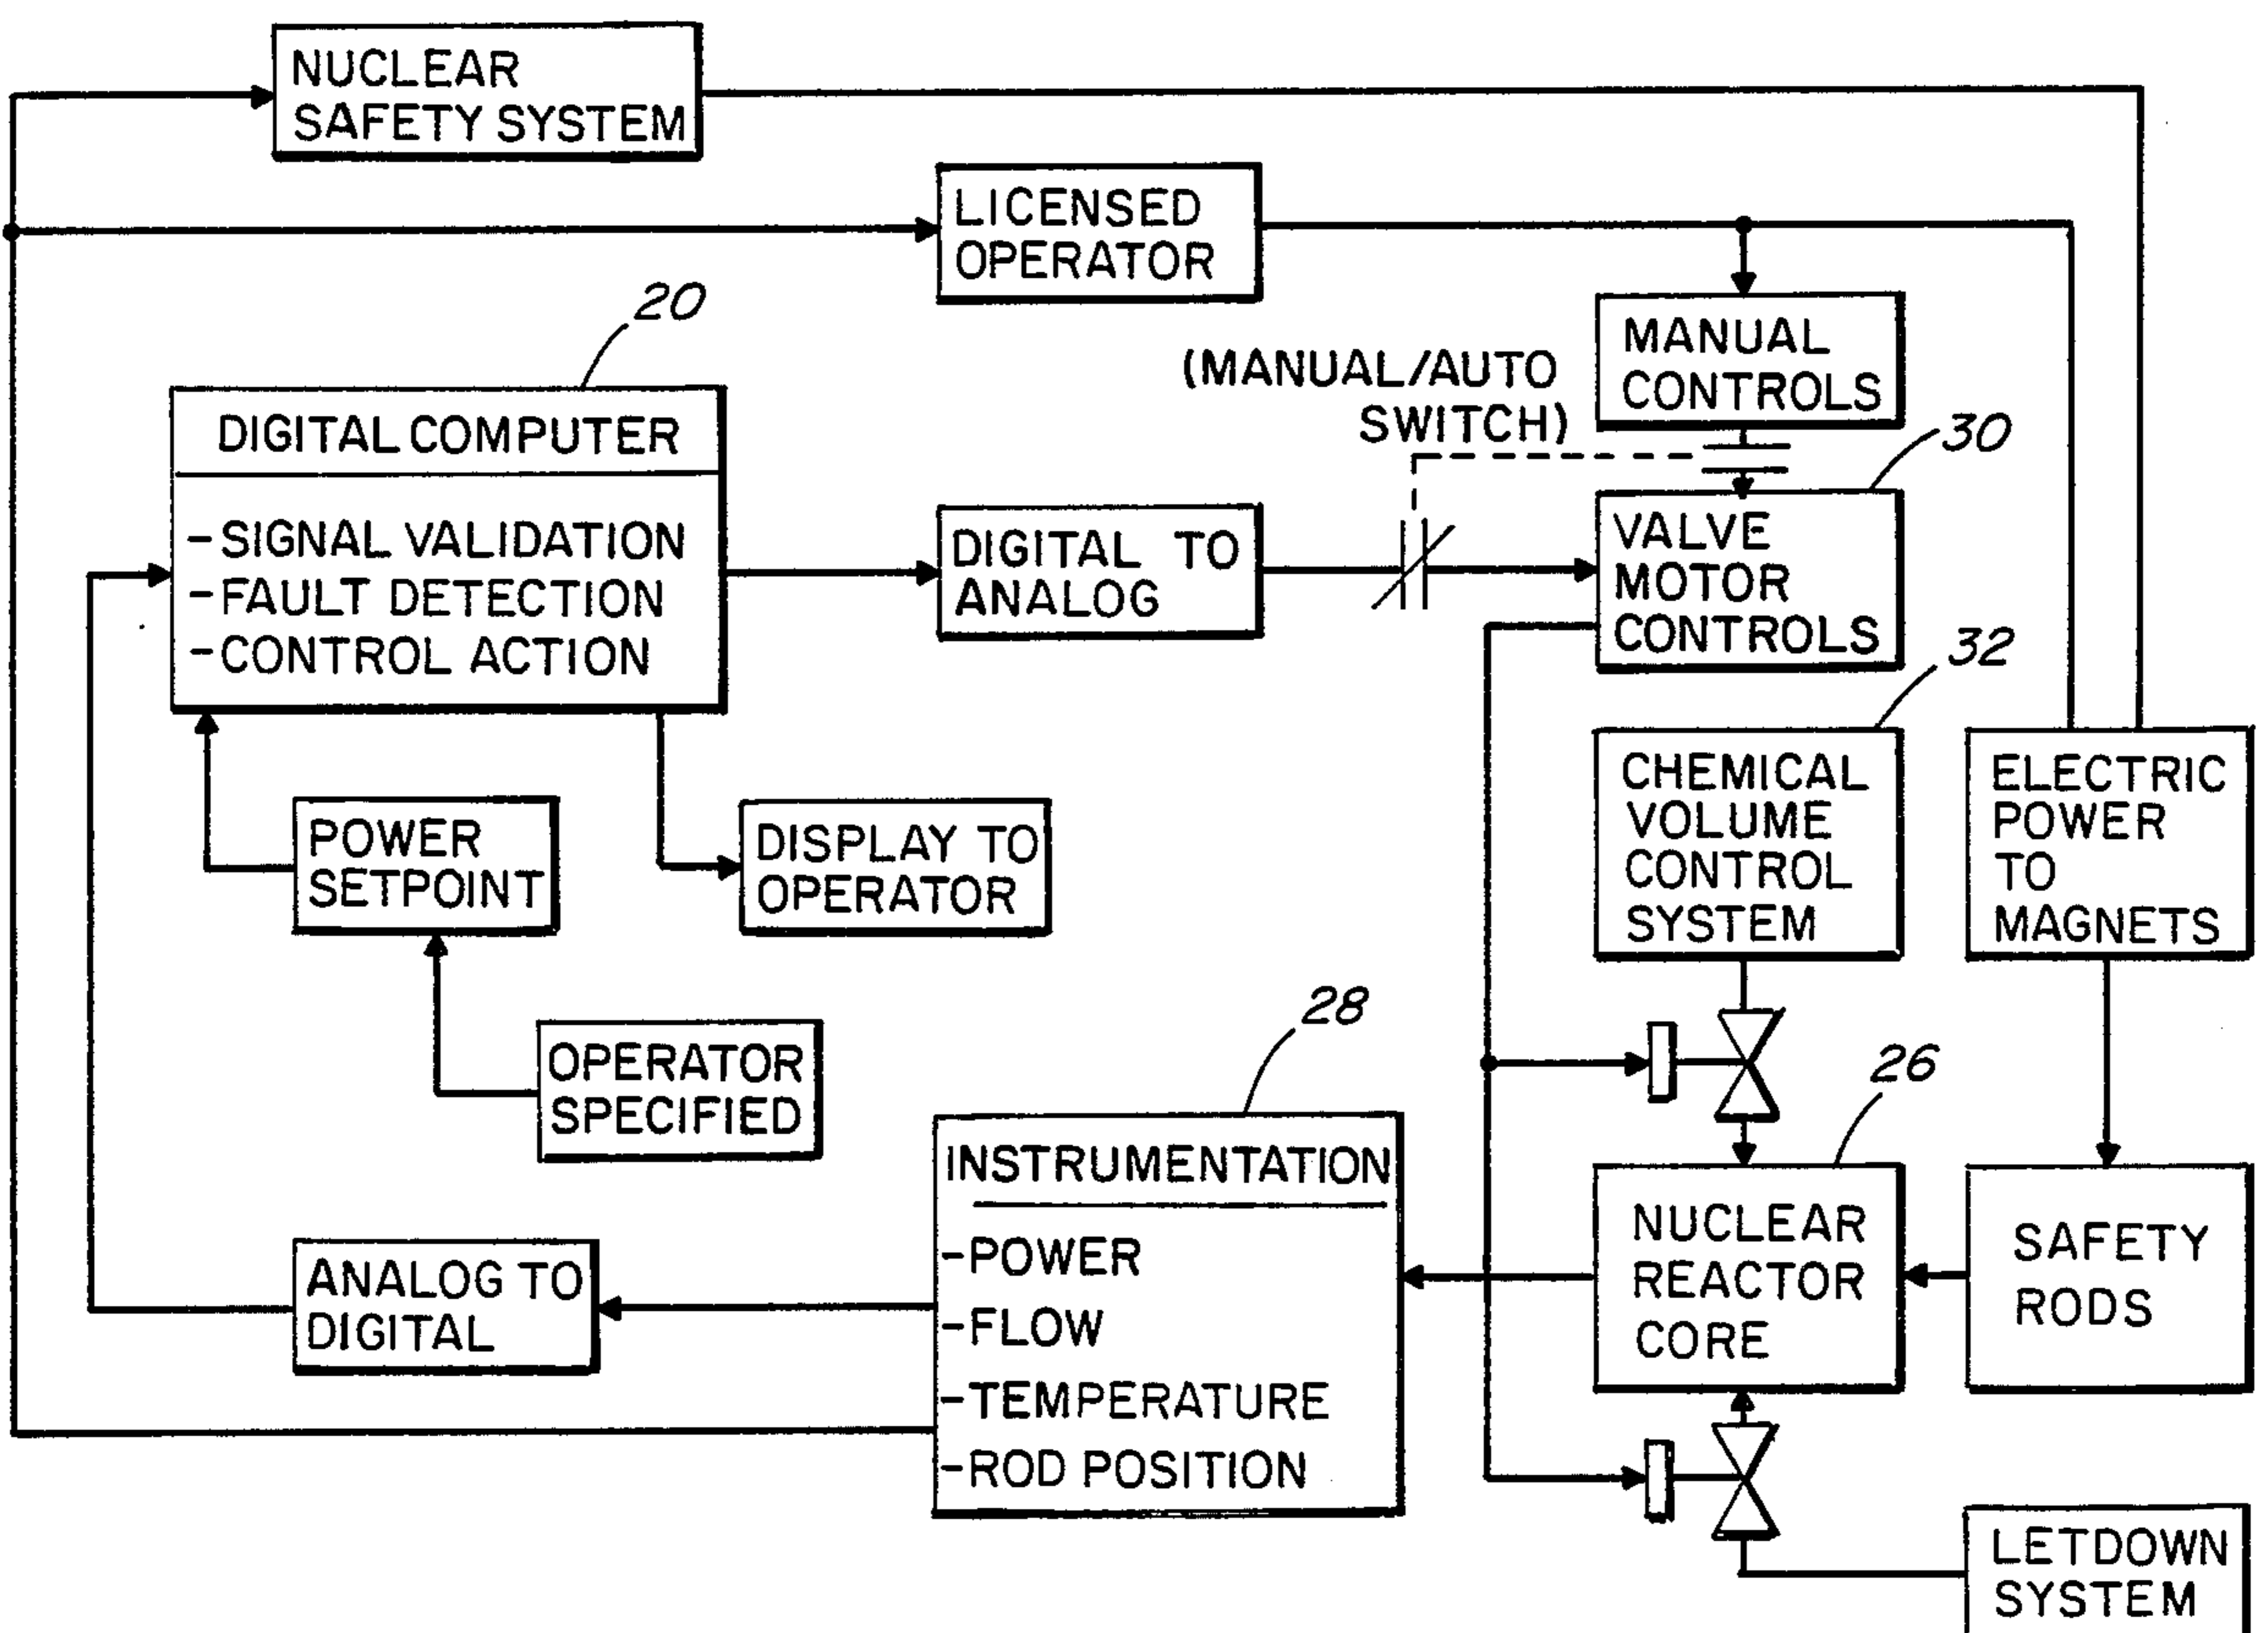 NUCLEAR
SAFETY SYSTEM
LICENSED
OPERATOR
20
(MANUAL/AUTO
SWITCH)
MANUAL
CONTROLS
30
DIGITAL COMPUTER
-SIGNAL VALIDATION
-FAULT DETECTION
-CONTROL ACTION
DIGITAL TO
ANALOG
VALVE
MOTOR
CONTROLS
32
POWER
SETPOINT
DISPLAY TO
OPERATOR
CHEMICAL
VOLUME
CONTROL
SYSTEM
ELECTRIC
POWER
TO
MAGNETS
OPERATOR
SPECIFIED
28
26
INSTRUMENTATION
-POWER
-FLOW
-TEMPERATURE
-ROD POSITION
ANALOG TO
DIGITAL
NUCLEAR
REACTOR
CORE
SAFETY
RODS
LETDOWN
SYSTEM